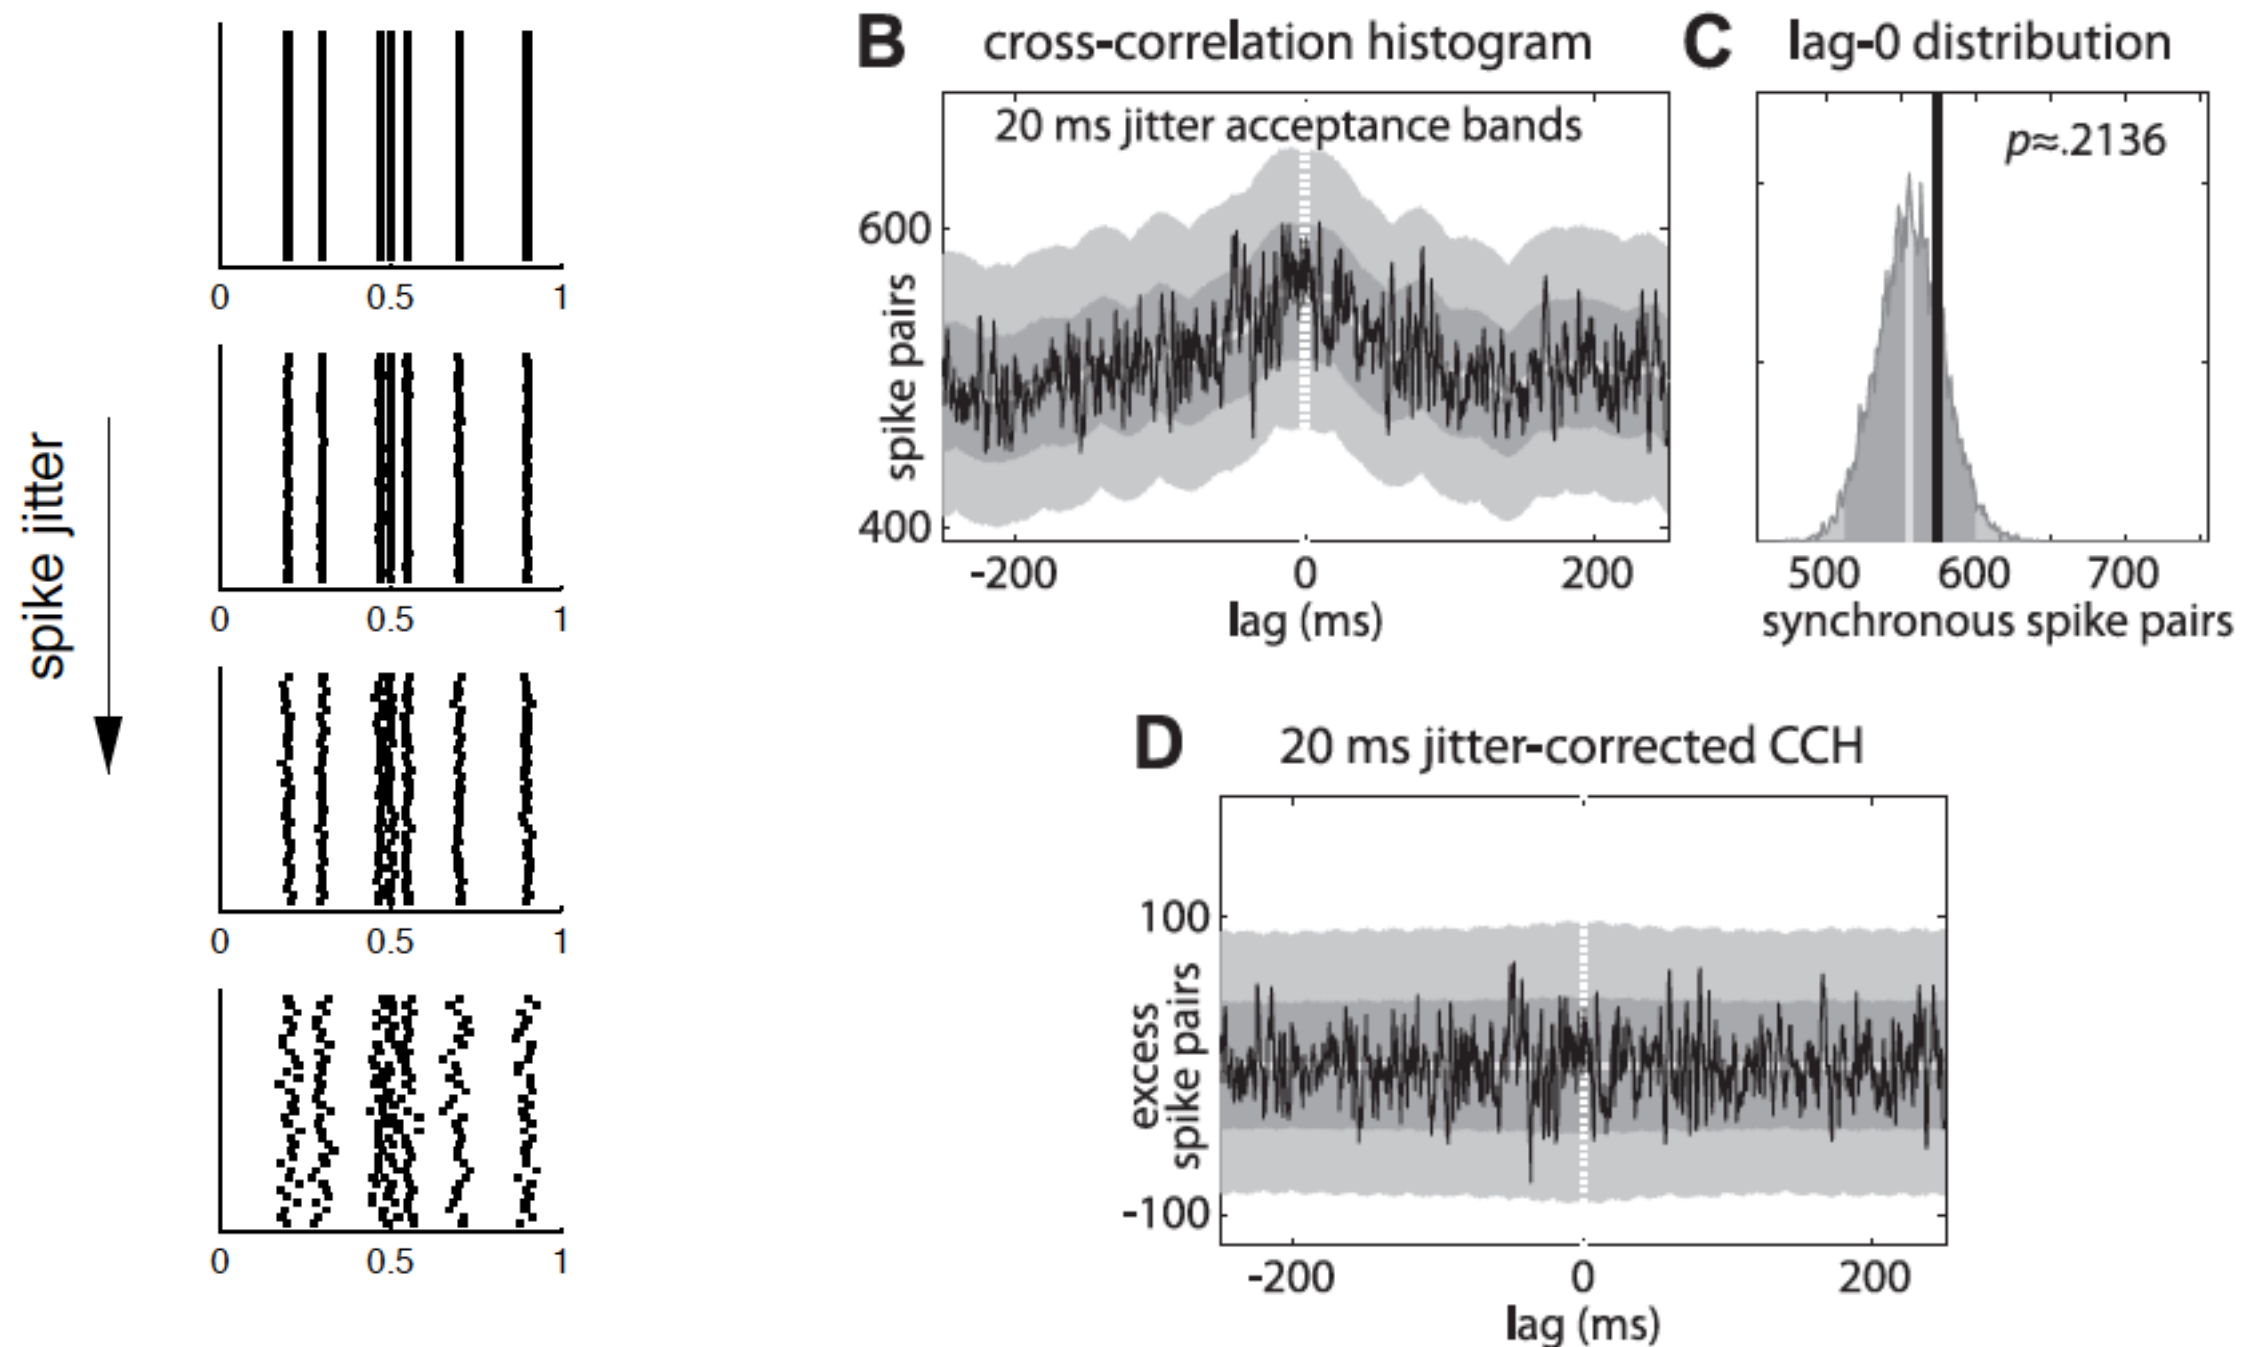 spike jitter
0 0.5 1
0 0.5 1
0 0.5 1
0 0.5 1
B cross-correlation histogram
20 ms jitter acceptance bands
600
400
spike pairs
-200 0 200
lag (ms)
C lag-0 distribution
p≈.2136
500 600 700
synchronous spike pairs
D 20 ms jitter-corrected CCH
100
-100
excess
spike pairs
-200 0 200
lag (ms)